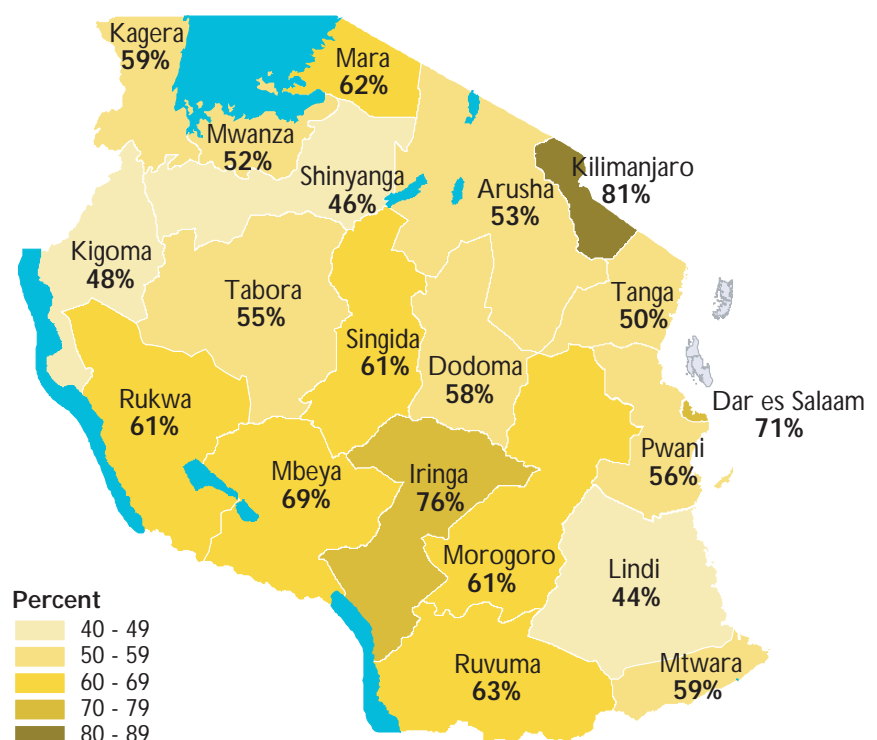 Kagera
59%
Mara
62%
Mwanza
52%
Shinyanga
46%
Kilimanjaro
81%
Arusha
53%
Kigoma
48%
Tabora
55%
Tanga
50%
Singida
61%
Dodoma
58%
Rukwa
61%
Dar es Salaam
71%
Pwani
56%
Mbeya
69%
Iringa
76%
Morogoro
61%
Lindi
44%
Ruvuma
63%
Mtwara
59%
Percent
40 - 49
50 - 59
60 - 69
70 - 79
80 - 89